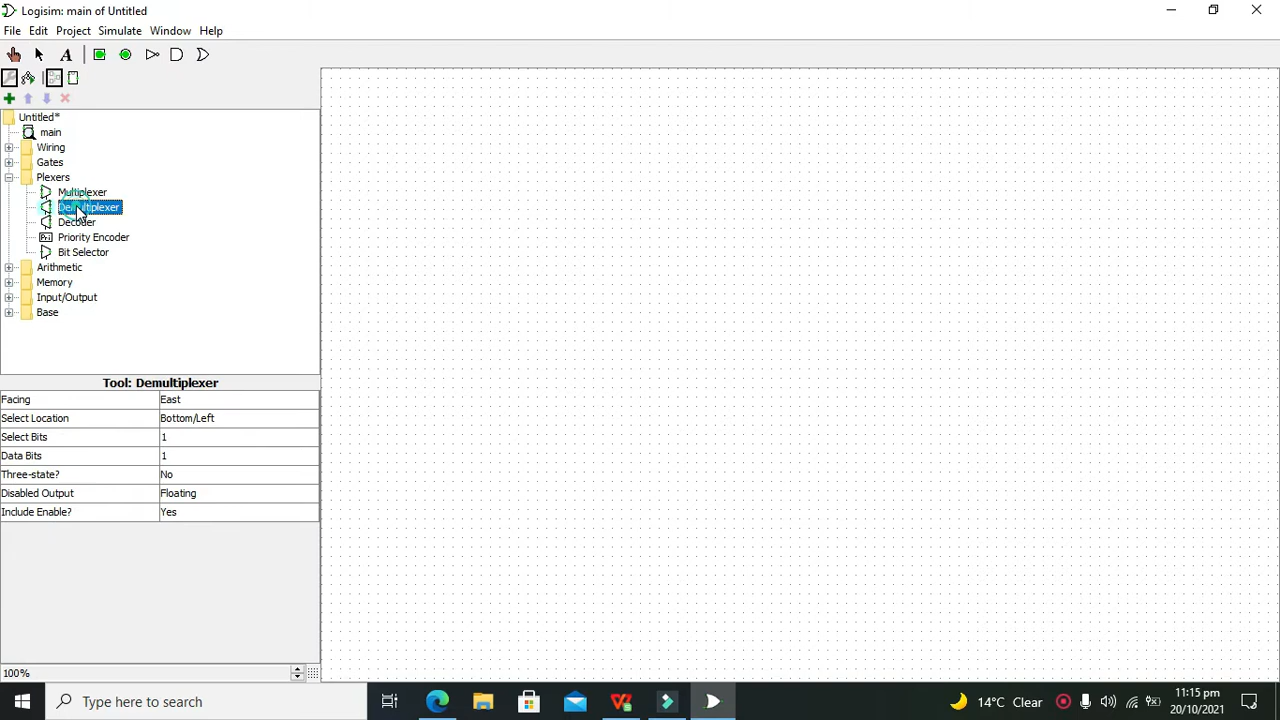 Logisim: main of Untitled
File Edit Project Simulate Window Help
A
Untitled*
main
Wiring
Gates
Plexers
Multiplexer
Demultiplexer
Decoder
Priority Encoder
Bit Selector
Arithmetic
Memory
Input/Output
Base
Tool: Demultiplexer
Facing East
Select Location Bottom/Left
Select Bits 1
Data Bits 1
Three-state? No
Disabled Output Floating
Include Enable? Yes
100%
Type here to search
14°C Clear
11:15 pm
20/10/2021